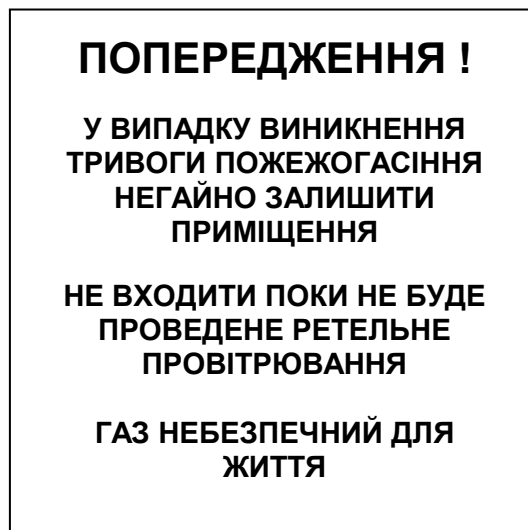 ПОПЕРЕДЖЕННЯ !
У ВИПАДКУ ВИНИКНЕННЯ
ТРИВОГИ ПОЖЕЖОГАСІННЯ
НЕГАЙНО ЗАЛИШИТИ
ПРИМІЩЕННЯ
НЕ ВХОДИТИ ПОКИ НЕ БУДЕ
ПРОВЕДЕНЕ РЕТЕЛЬНЕ
ПРОВІТРЮВАННЯ
ГАЗ НЕБЕЗПЕЧНИЙ ДЛЯ
ЖИТТЯ